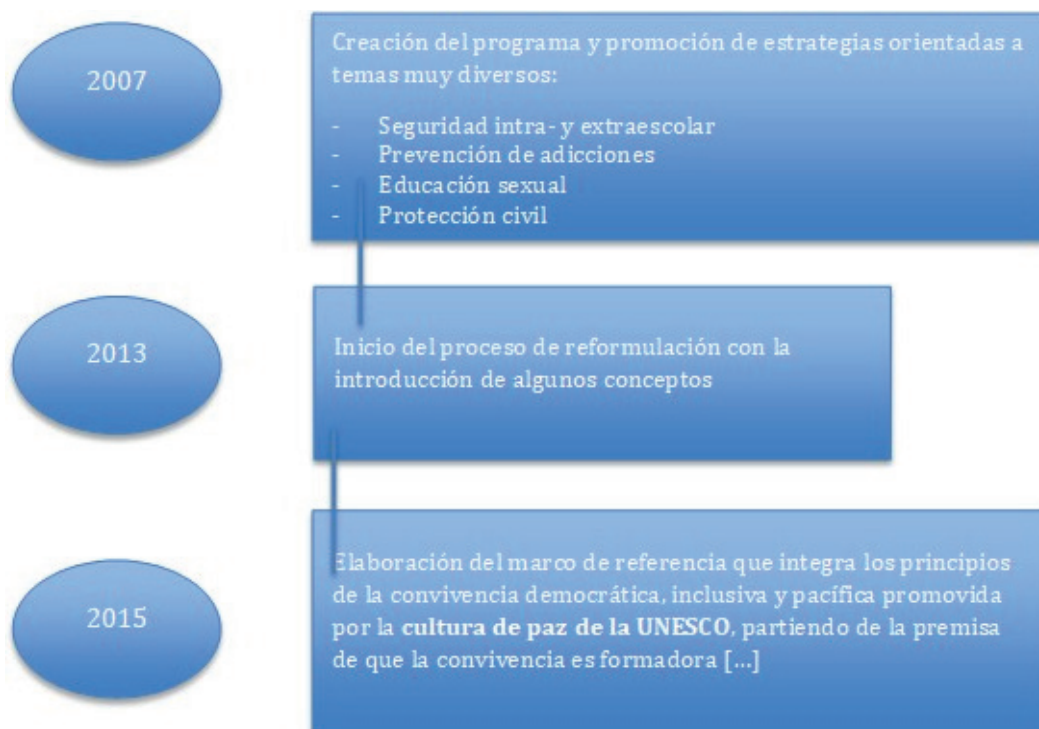 2007
Creación del programa y promoción de estrategias orientadas a
temas muy diversos:
- Seguridad intra- y extraescolar
- Prevención de adicciones
- Educación sexual
- Protección civil
2013
Inicio del proceso de reformulación con la
introducción de algunos conceptos
2015
Elaboración del marco de referencia que integra los principios
de la convivencia democrática, inclusiva y pacífica promovida
por la cultura de paz de la UNESCO, partiendo de la premisa
de que la convivencia es formadora [...]